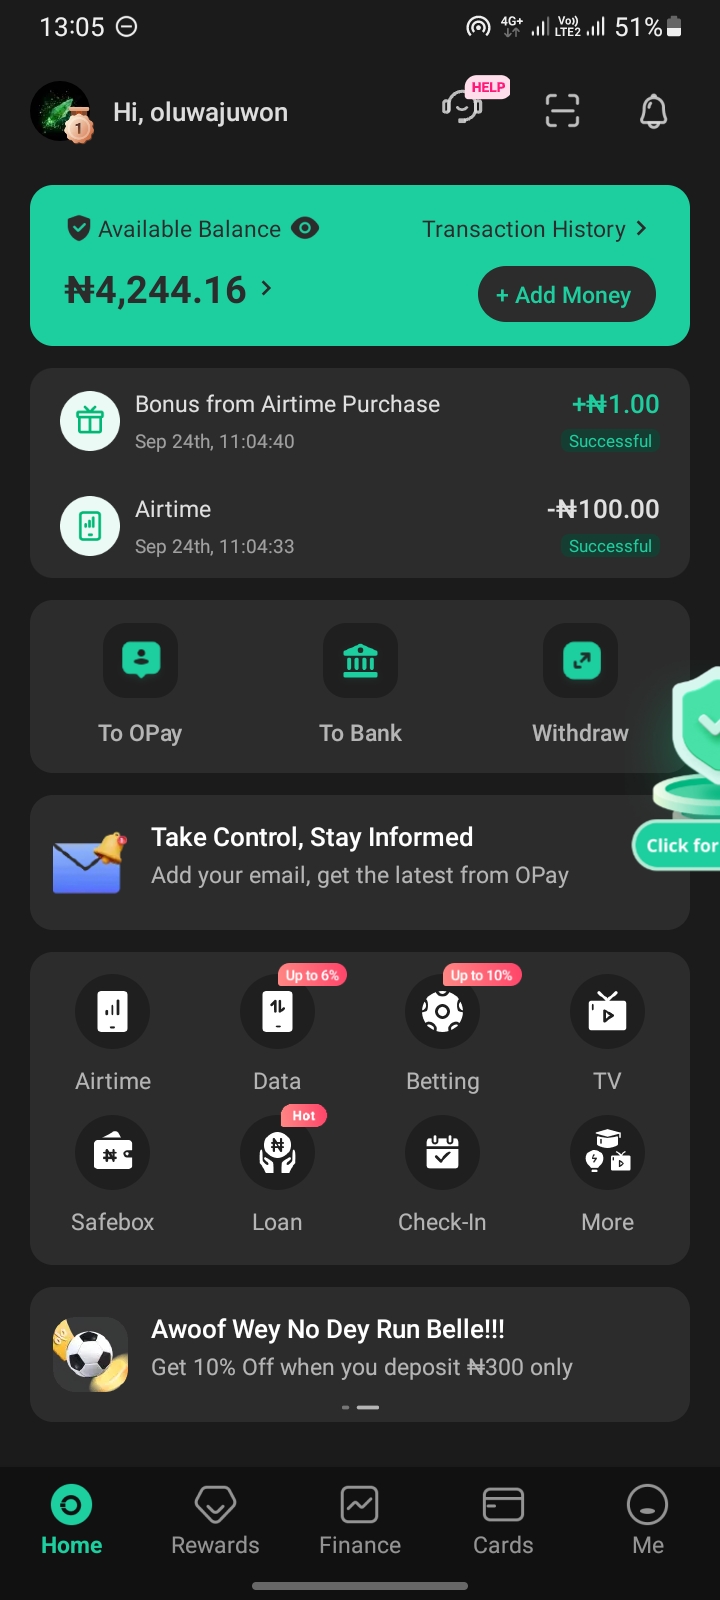 13:05
4G+ Vo)) LTE2 51%
HELP
Hi, oluwajuwon
1
Available Balance
Transaction History >
₦4,244.16 >
+ Add Money
Bonus from Airtime Purchase
+₦1.00
Sep 24th, 11:04:40
Successful
Airtime
-₦100.00
Sep 24th, 11:04:33
Successful
To OPay
To Bank
Withdraw
Take Control, Stay Informed
Click for
Add your email, get the latest from OPay
Up to 6%
Up to 10%
Airtime
Data
Betting
TV
Hot
Safebox
Loan
Check-In
More
Awoof Wey No Dey Run Belle!!!
Get 10% Off when you deposit ₦300 only
Home
Rewards
Finance
Cards
Me